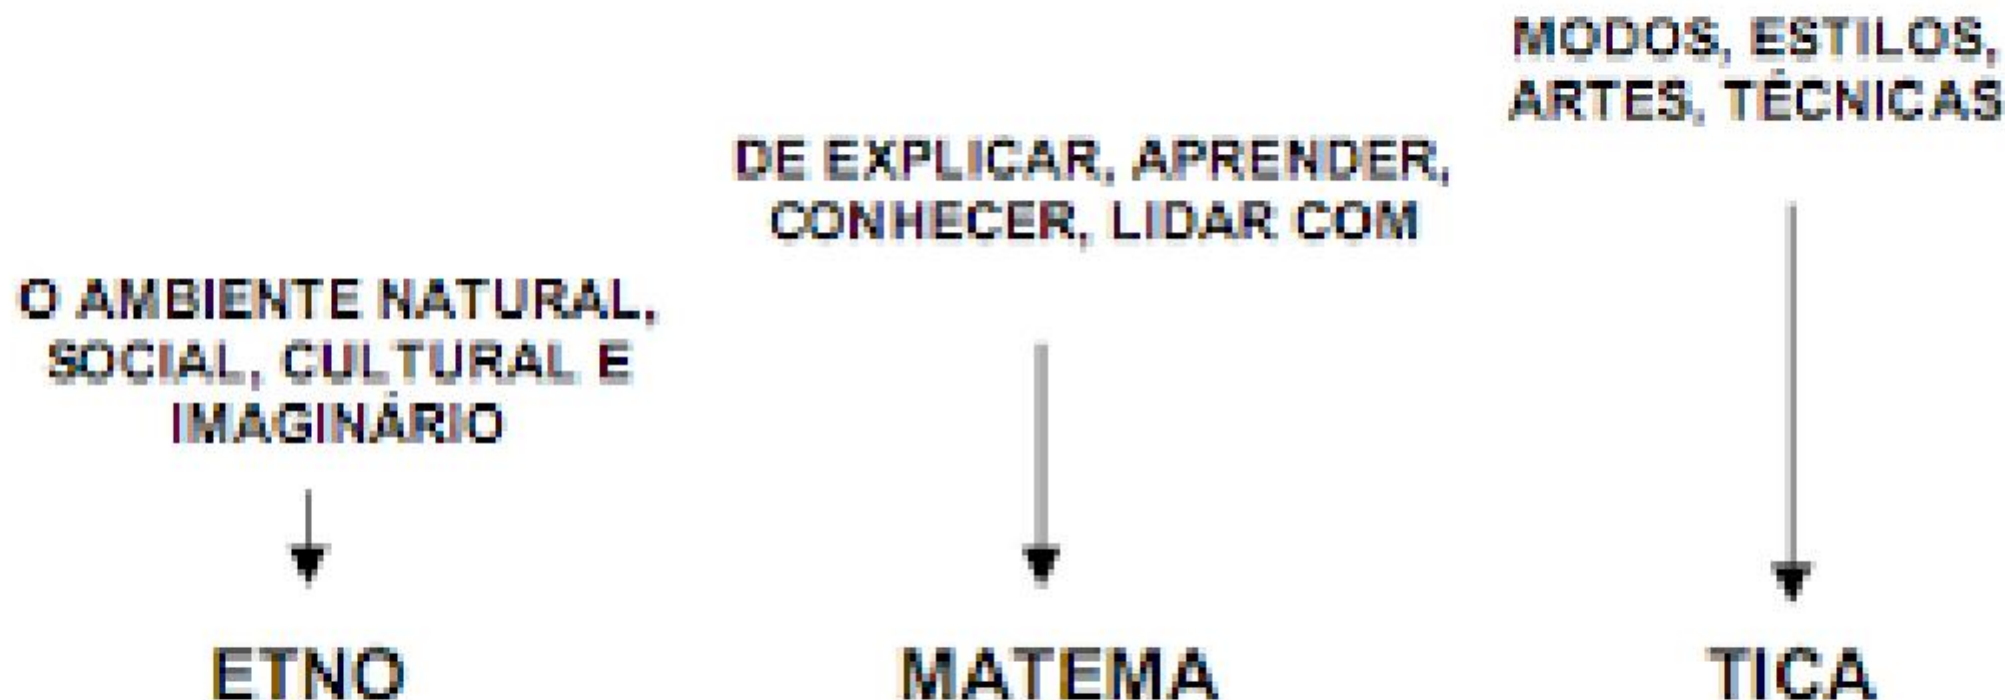 MODOS, ESTILOS,
ARTES, TÉCNICAS
DE EXPLICAR, APRENDER,
CONHECER, LIDAR COM
O AMBIENTE NATURAL,
SOCIAL, CULTURAL E
IMAGINÁRIO
ETNO
MATEMA
TICA